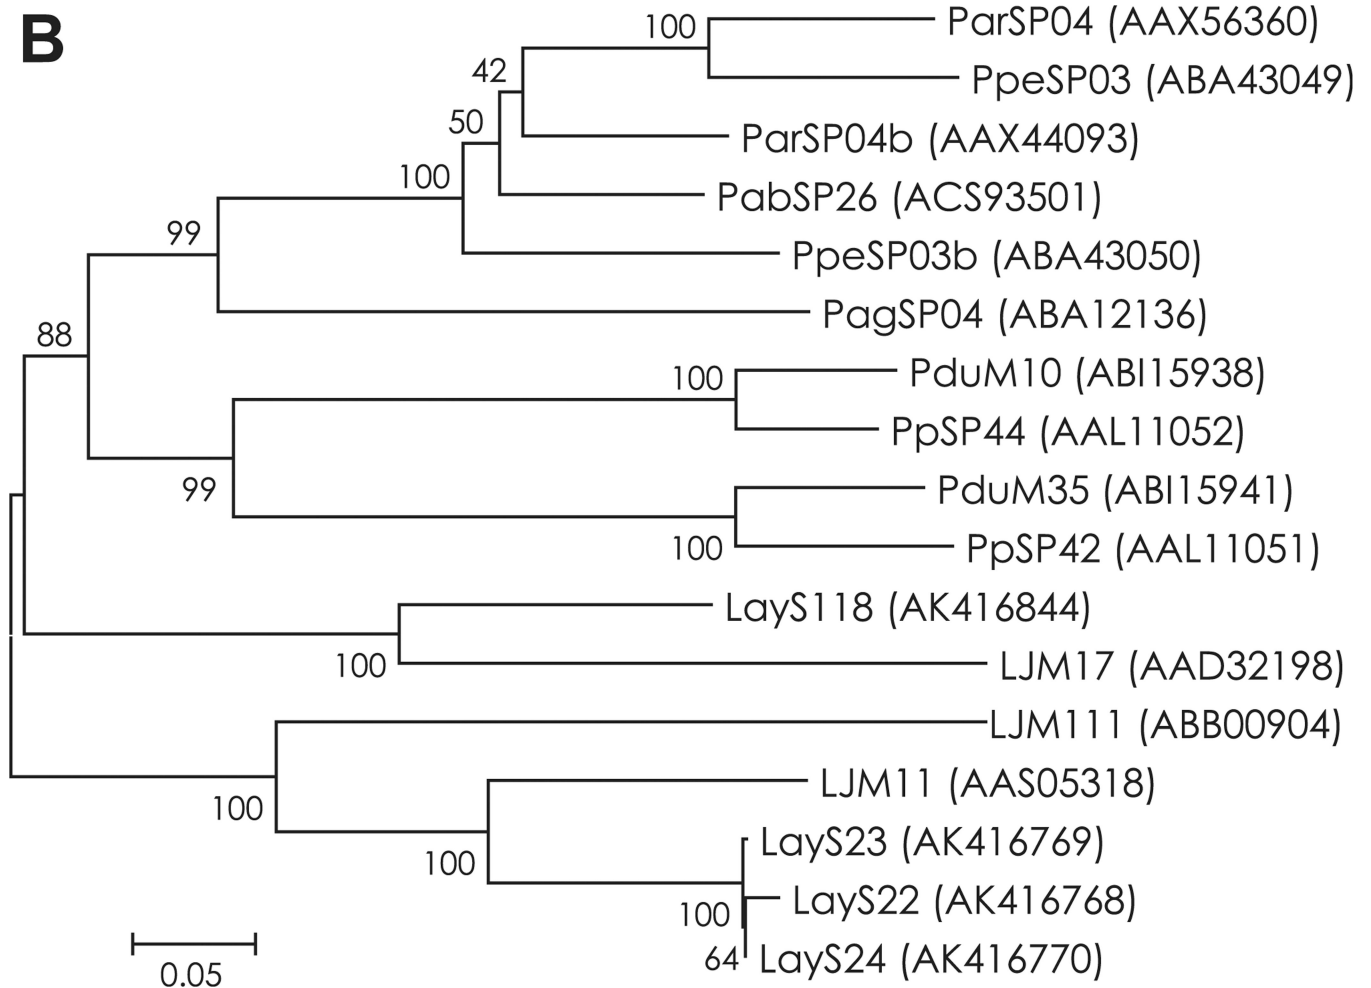 B
100
ParSP04 (AAX56360)
PpeSP03 (ABA43049)
42
ParSP04b (AAX44093)
50
100
PabSP26 (ACS93501)
99
PpeSP03b (ABA43050)
PagSP04 (ABA12136)
88
100
PduM10 (ABI15938)
PpSP44 (AAL11052)
99
PduM35 (ABI15941)
100
PpSP42 (AAL11051)
LayS118 (AK416844)
100
LJM17 (AAD32198)
LJM111 (ABB00904)
100
LJM11 (AAS05318)
LayS23 (AK416769)
100
LayS22 (AK416768)
100
64
LayS24 (AK416770)
0.05